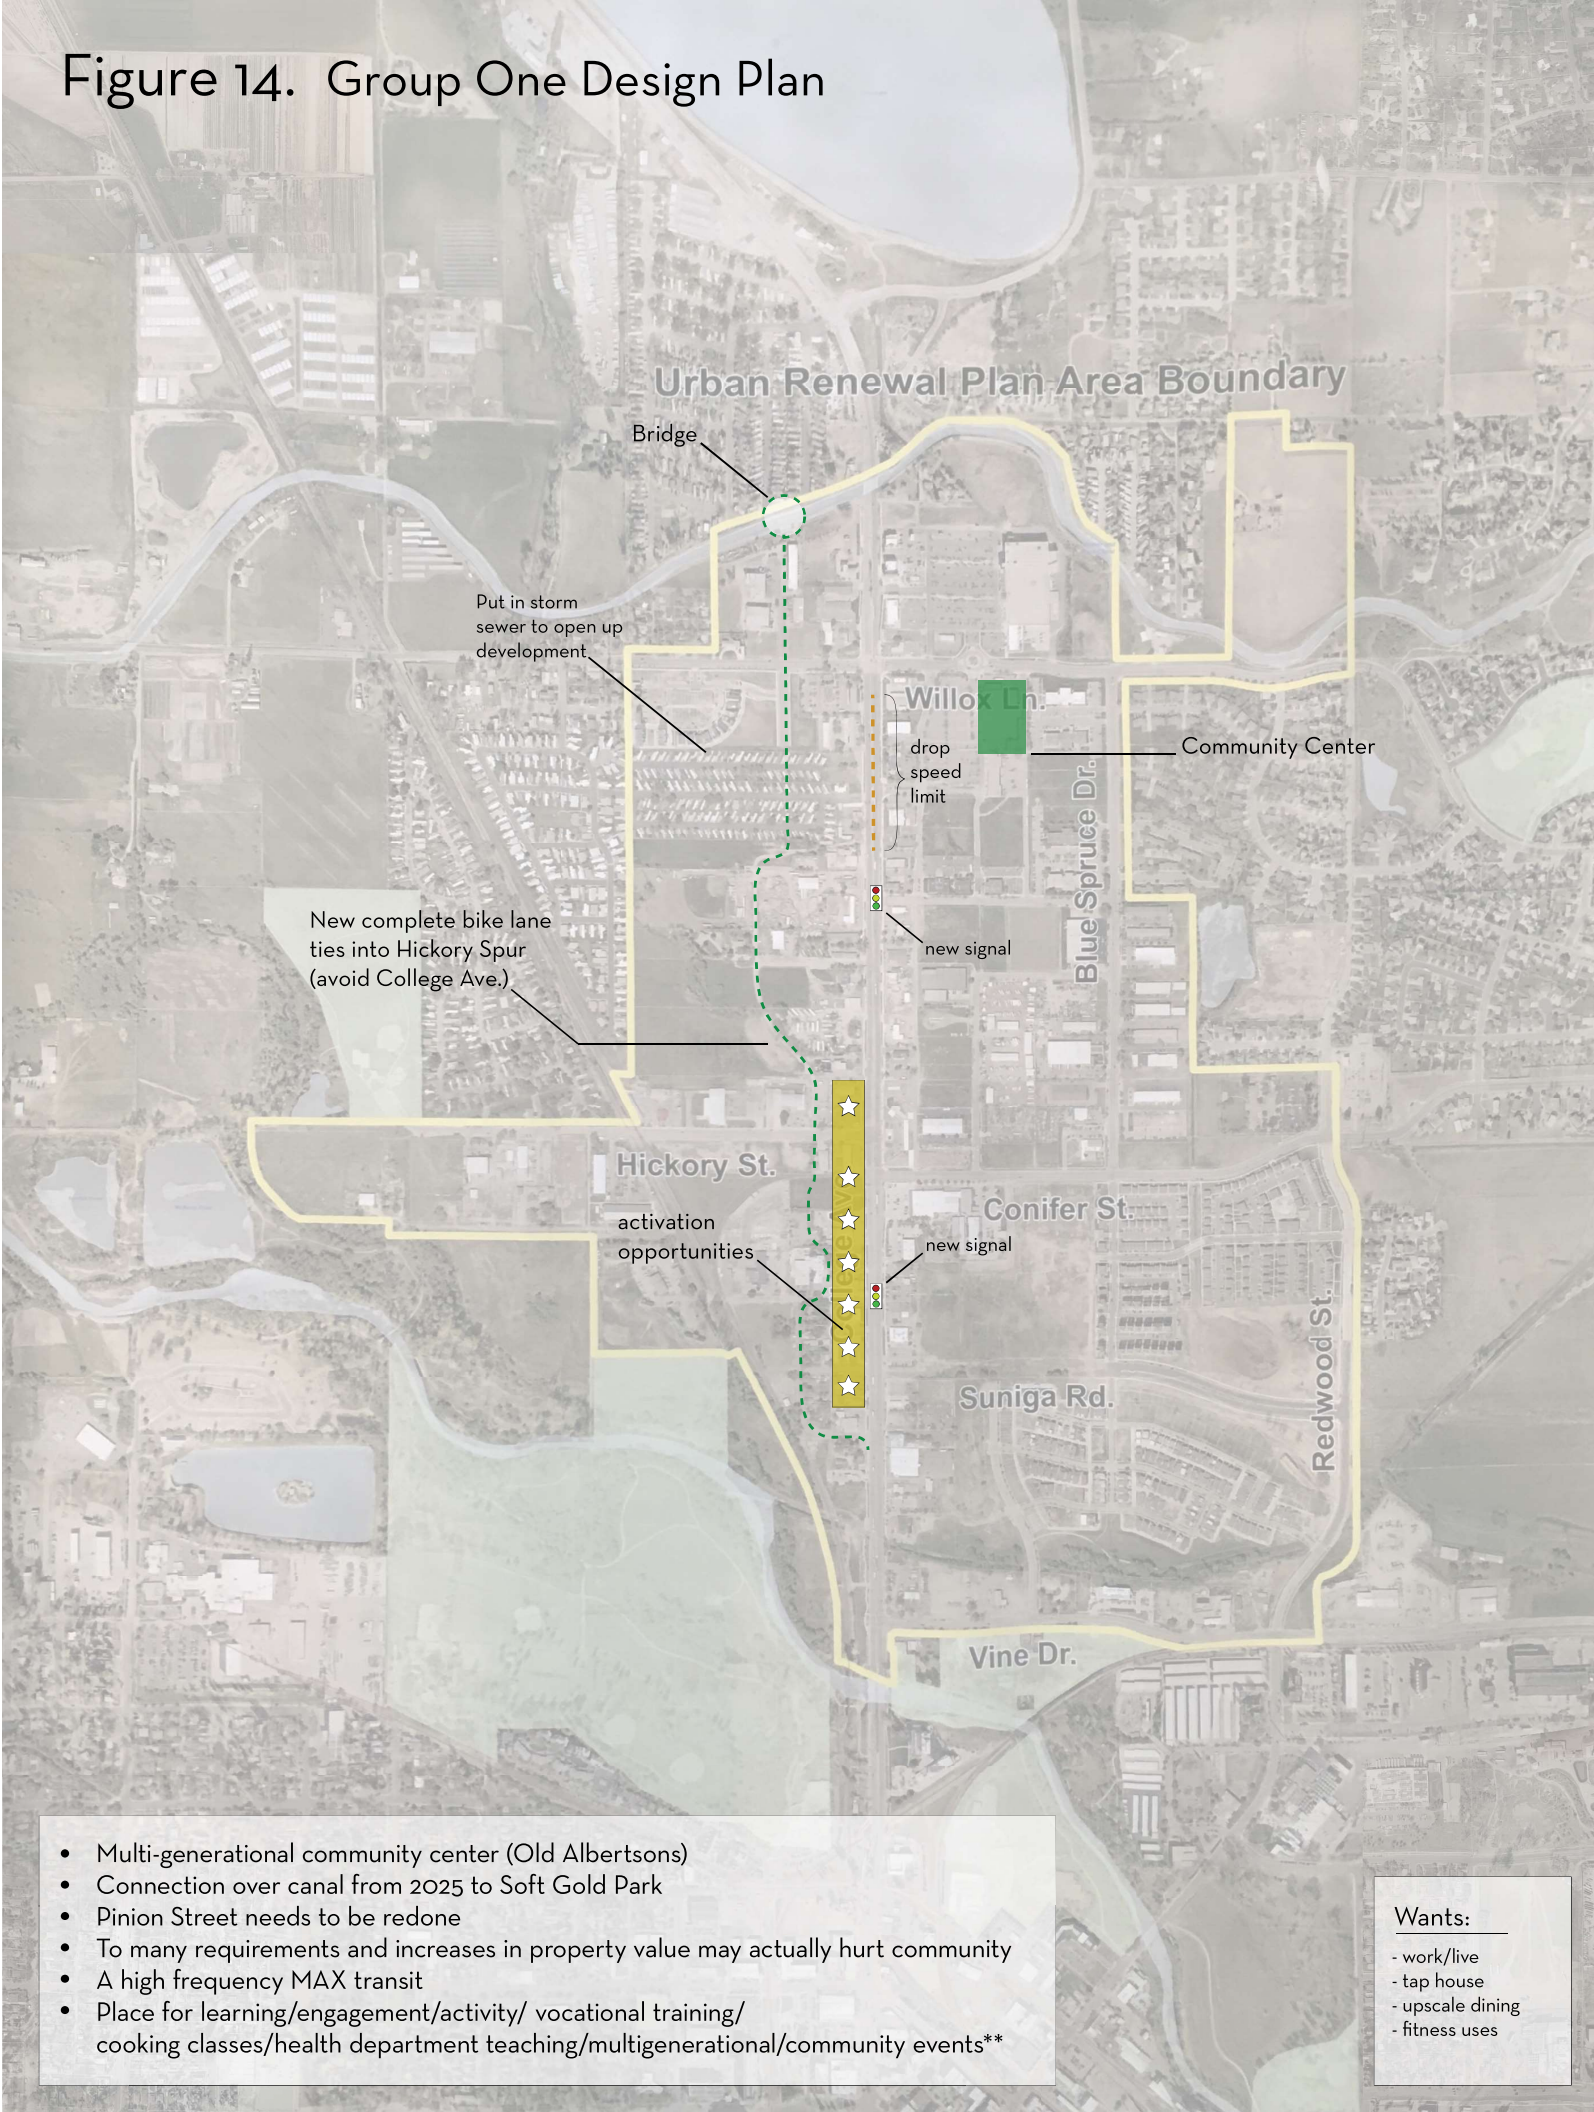 Figure 14. Group One Design Plan
Urban Renewal Plan Area Boundary
Bridge
Put in storm
sewer to open up
development
Willox Ln.
drop
speed
limit
Community Center
Blue Spruce Dr.
New complete bike lane
ties into Hickory Spur
(avoid College Ave.)
new signal
Hickory St.
Conifer St.
activation
opportunities
new signal
College Ave
Suniga Rd.
Redwood St.
Vine Dr.
• Multi-generational community center (Old Albertsons)
• Connection over canal from 2025 to Soft Gold Park
• Pinion Street needs to be redone
• To many requirements and increases in property value may actually hurt community
• A high frequency MAX transit
• Place for learning/engagement/activity/ vocational training/
cooking classes/health department teaching/multigenerational/community events**
Wants:
- work/live
- tap house
- upscale dining
- fitness uses